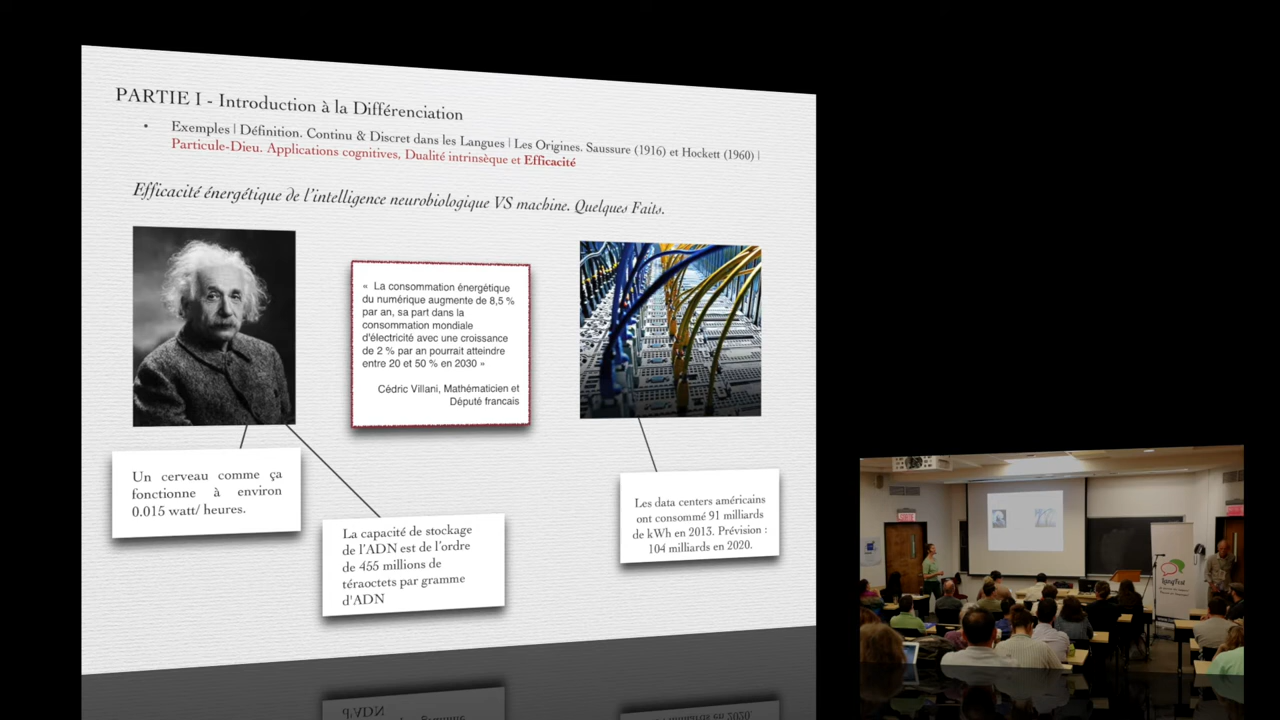 PARTIE I - Introduction à la Différenciation
• Exemples | Définition. Continu & Discret dans les Langues | Les Origines. Saussure (1916) et Hockett (1960) |
Particule-Dieu. Applications cognitives, Dualité intrinsèque et Efficacité
Efficacité énergétique de l'intelligence neurobiologique VS machine. Quelques Faits.
« La consommation énergétique
du numérique augmente de 8,5 %
par an, sa part dans la
consommation mondiale
d'électricité avec une croissance
de 2 % par an pourrait atteindre
entre 20 et 50 % en 2030 »
Cédric Villani, Mathématicien et
Député francais
Un cerveau comme ça
fonctionne à environ
0.015 watt/ heures.
La capacité de stockage
de l'ADN est de l'ordre
de 455 millions de
téraoctets par gramme
d'ADN
Les data centers américains
ont consommé 91 milliards
de kWh en 2013. Prévision :
104 milliards en 2020.
LangFest